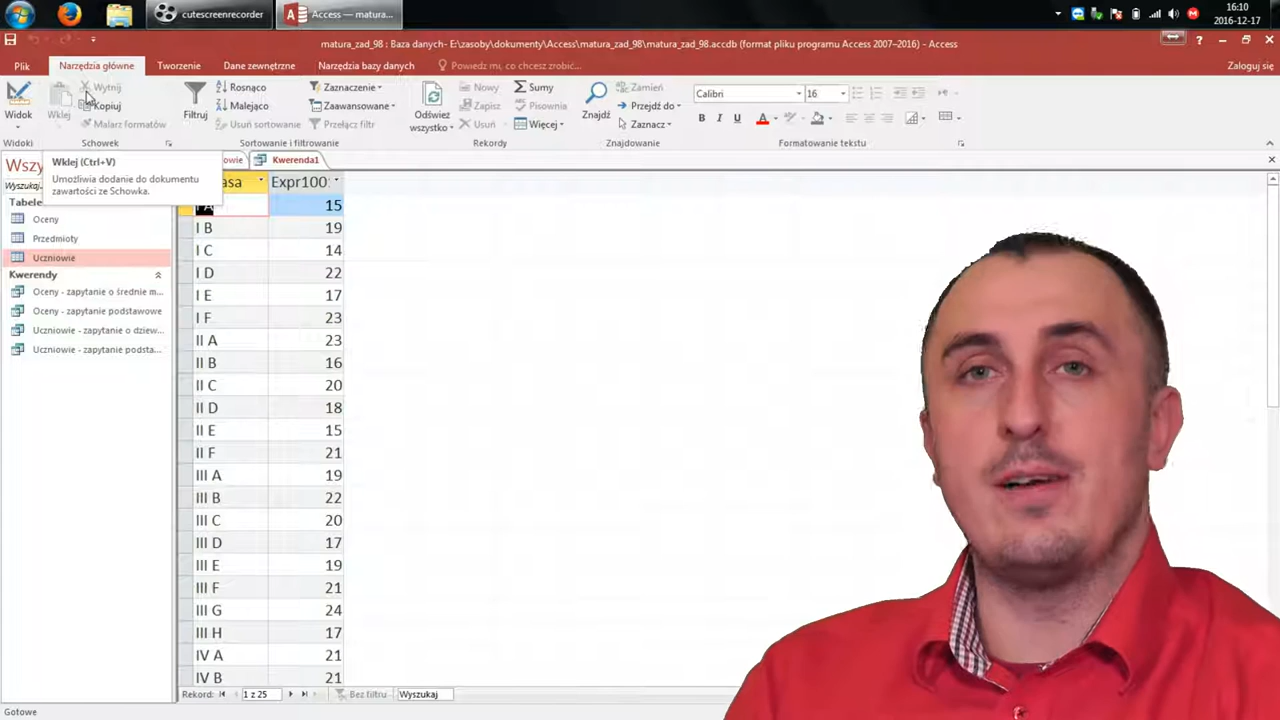 cutescreenrecorder
Access — matura...
16:10
2016-12-17
matura_zad_98 : Baza danych- E:\zasoby\dokumenty\Access\matura_zad_98\matura_zad_98.accdb (format pliku programu Access 2007–2016) - Access
Plik
Narzędzia główne
Tworzenie
Dane zewnętrzne
Narzędzia bazy danych
Powiedz mi, co chcesz zrobić...
Zaloguj się
Widok
Wklej
Wytnij
Kopiuj
Malarz formatów
Filtruj
Rosnąco
Malejąco
Usuń sortowanie
Zaznaczenie
Zaawansowane
Przełącz filtr
Odśwież
wszystko
Nowy
Zapisz
Usuń
Sumy
Pisownia
Więcej
Znajdź
Zamień
Przejdź do
Zaznacz
Calibri
16
B I U
Widoki
Schowek
Sortowanie i filtrowanie
Rekordy
Znajdowanie
Formatowanie tekstu
Wklej (Ctrl+V)
Umożliwia dodanie do dokumentu
zawartości ze Schowka.
Wszy
Wyszukaj
Tabele
Oceny
Przedmioty
Uczniowie
Kwerendy
Oceny - zapytanie o średnie m...
Oceny - zapytanie podstawowe
Uczniowie - zapytanie o dziew...
Uczniowie - zapytanie podsta...
owie
Kwerenda1
asa Expr100
I A 15
I B 19
I C 14
I D 22
I E 17
I F 23
II A 23
II B 16
II C 20
II D 18
II E 15
II F 21
III A 19
III B 22
III C 20
III D 17
III E 19
III F 21
III G 24
III H 17
IV A 21
IV B 21
Rekord: 1 z 25 Bez filtru Wyszukaj
Gotowe